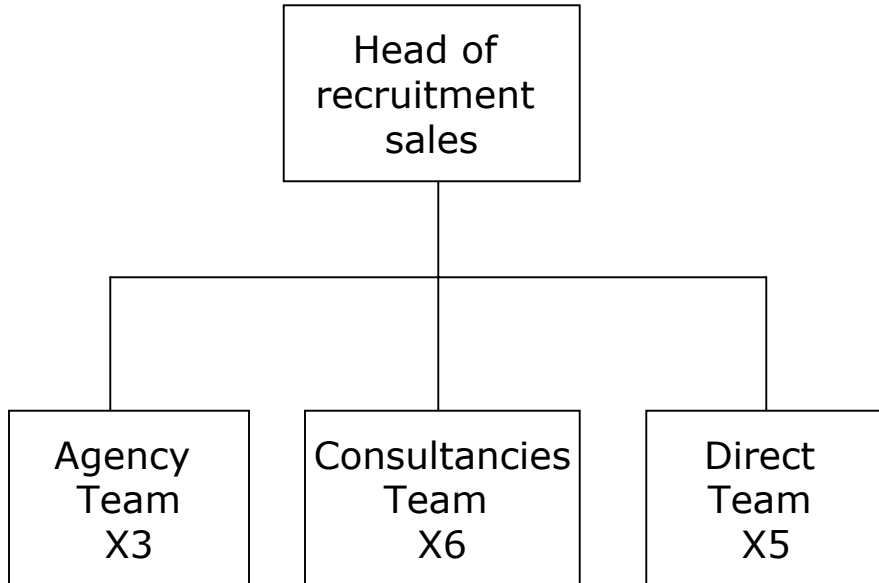 Head of
recruitment
sales
Agency
Team
X3
Consultancies
Team
X6
Direct
Team
X5